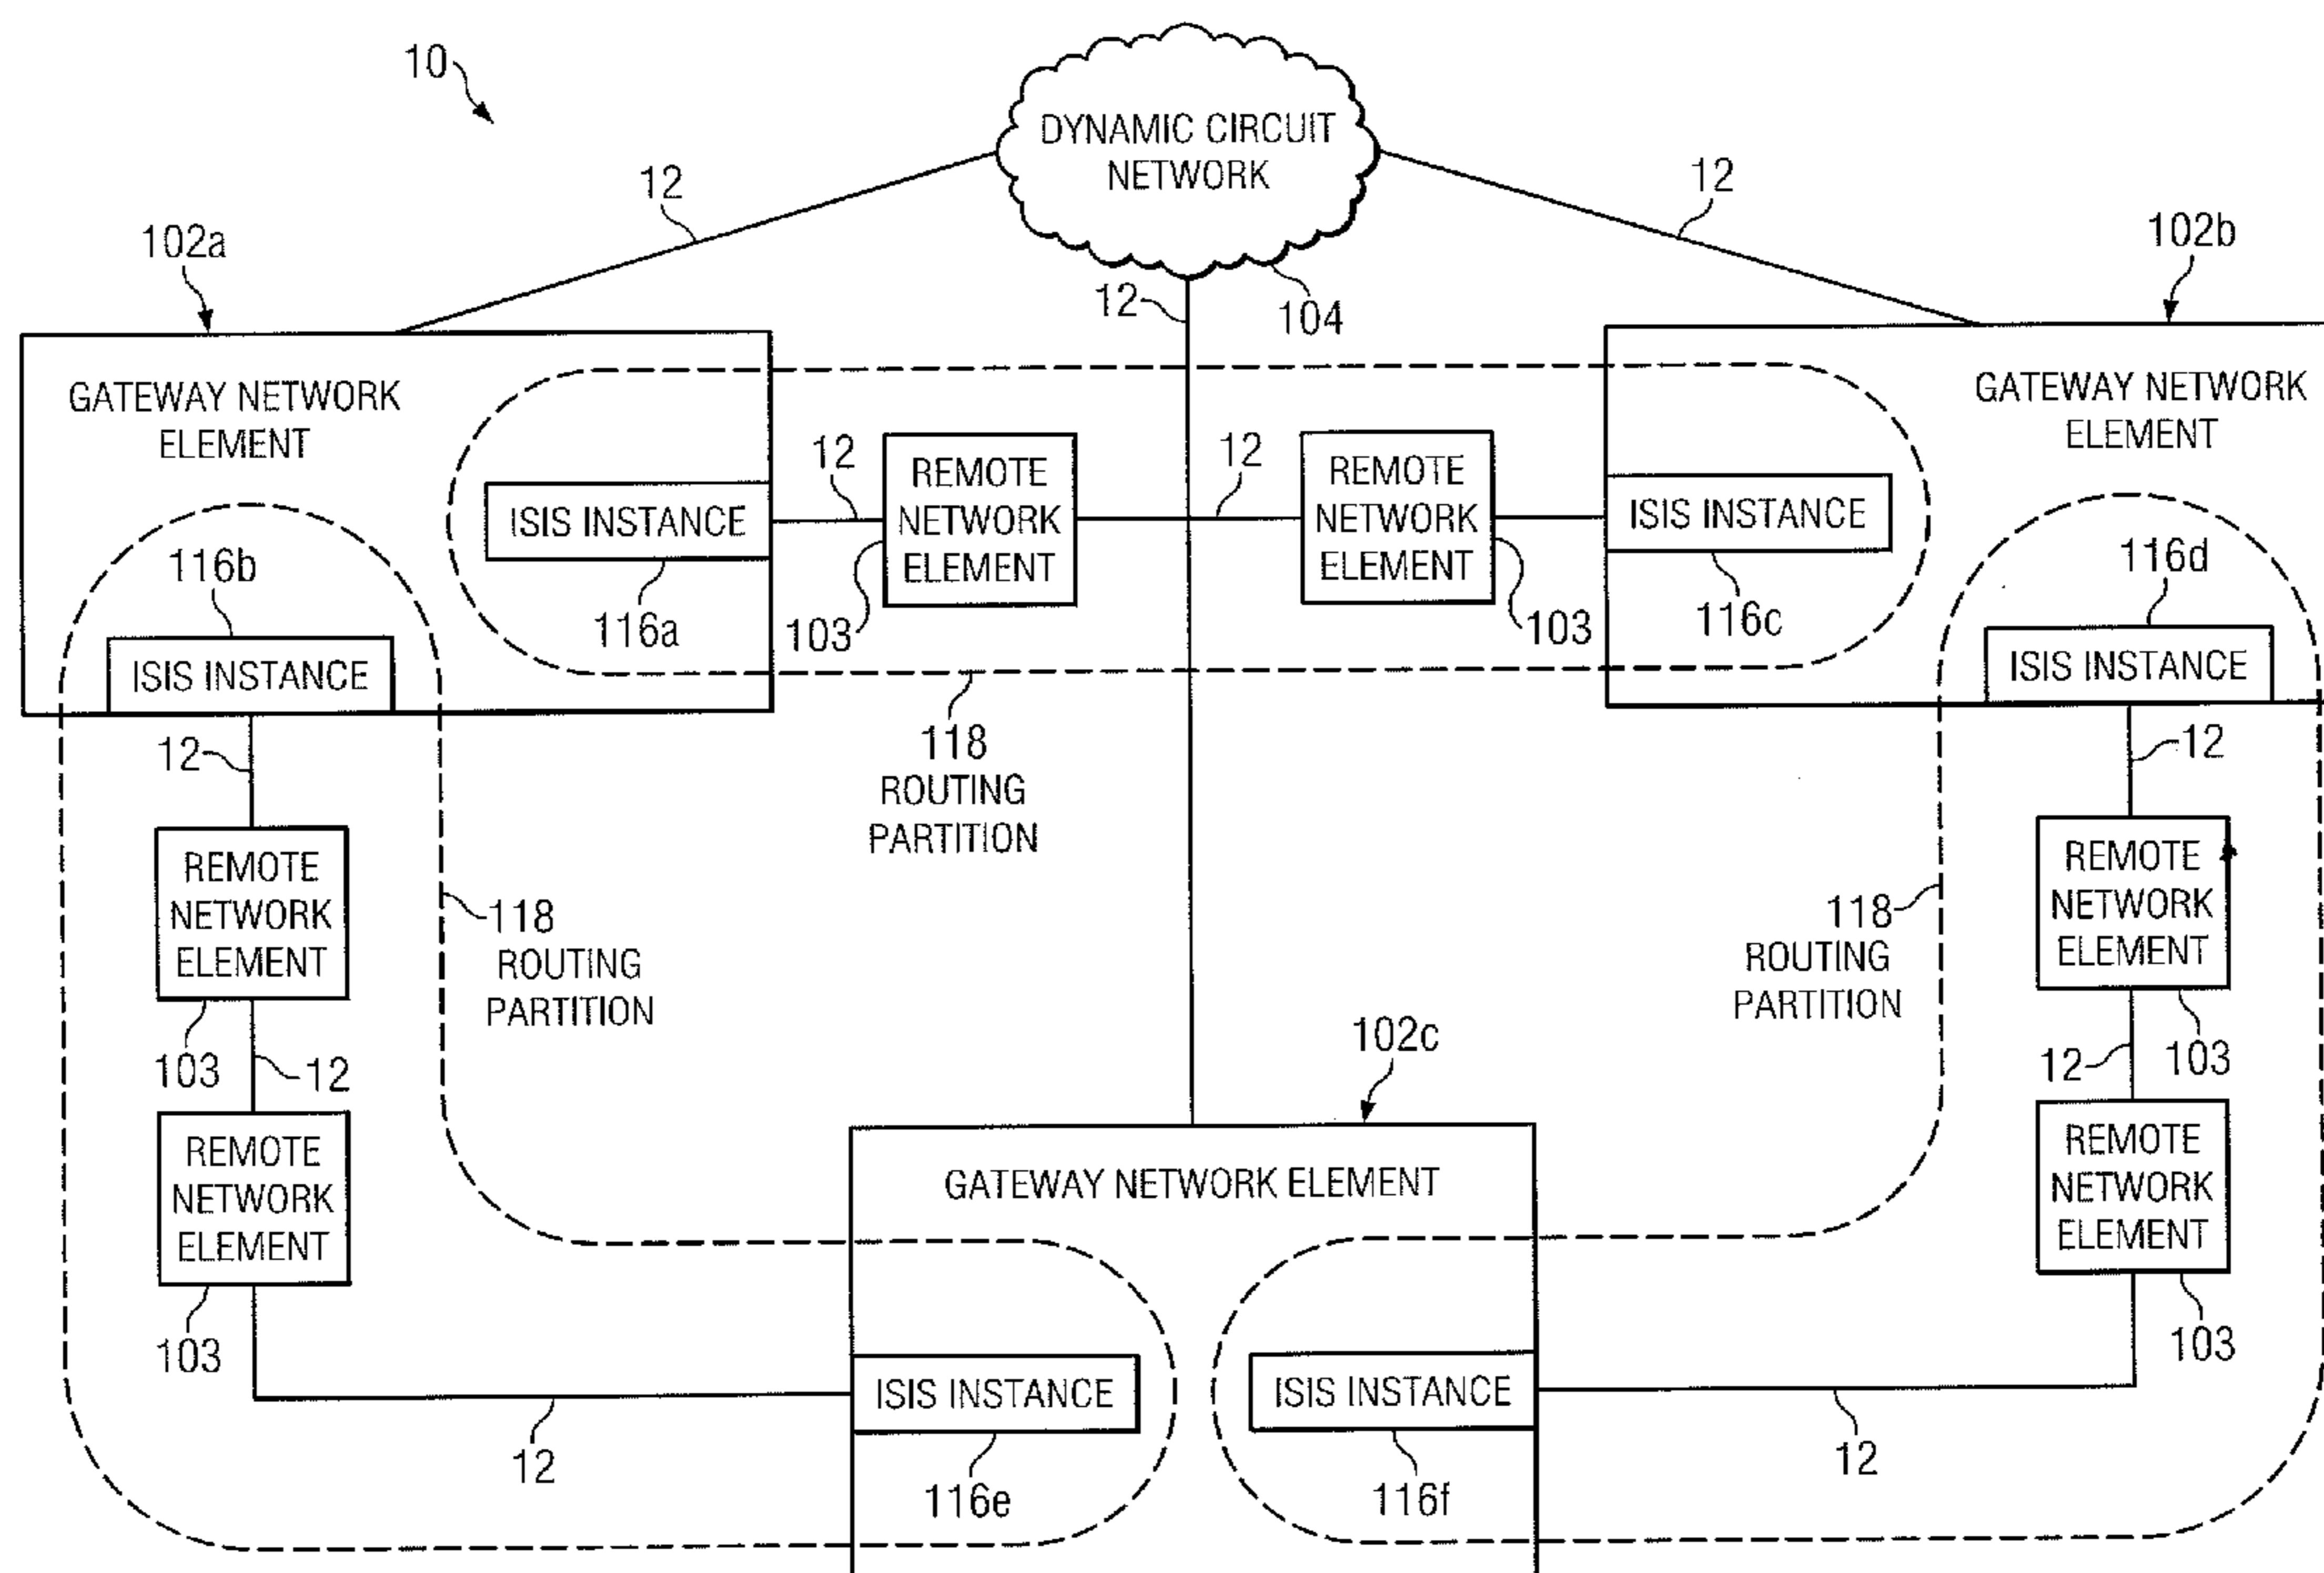 10
DYNAMIC CIRCUIT
NETWORK
12
12
102a
102b
12
104
GATEWAY NETWORK
ELEMENT
GATEWAY NETWORK
ELEMENT
12
REMOTE
NETWORK
ELEMENT
12
REMOTE
NETWORK
ELEMENT
ISIS INSTANCE
ISIS INSTANCE
116b
116a
103
103
116c
116d
ISIS INSTANCE
ISIS INSTANCE
118
ROUTING
PARTITION
12
12
REMOTE
NETWORK
ELEMENT
118
ROUTING
PARTITION
118
ROUTING
PARTITION
REMOTE
NETWORK
ELEMENT
103
12
102c
12
103
REMOTE
NETWORK
ELEMENT
GATEWAY NETWORK ELEMENT
REMOTE
NETWORK
ELEMENT
103
103
ISIS INSTANCE
ISIS INSTANCE
12
116e
116f
12